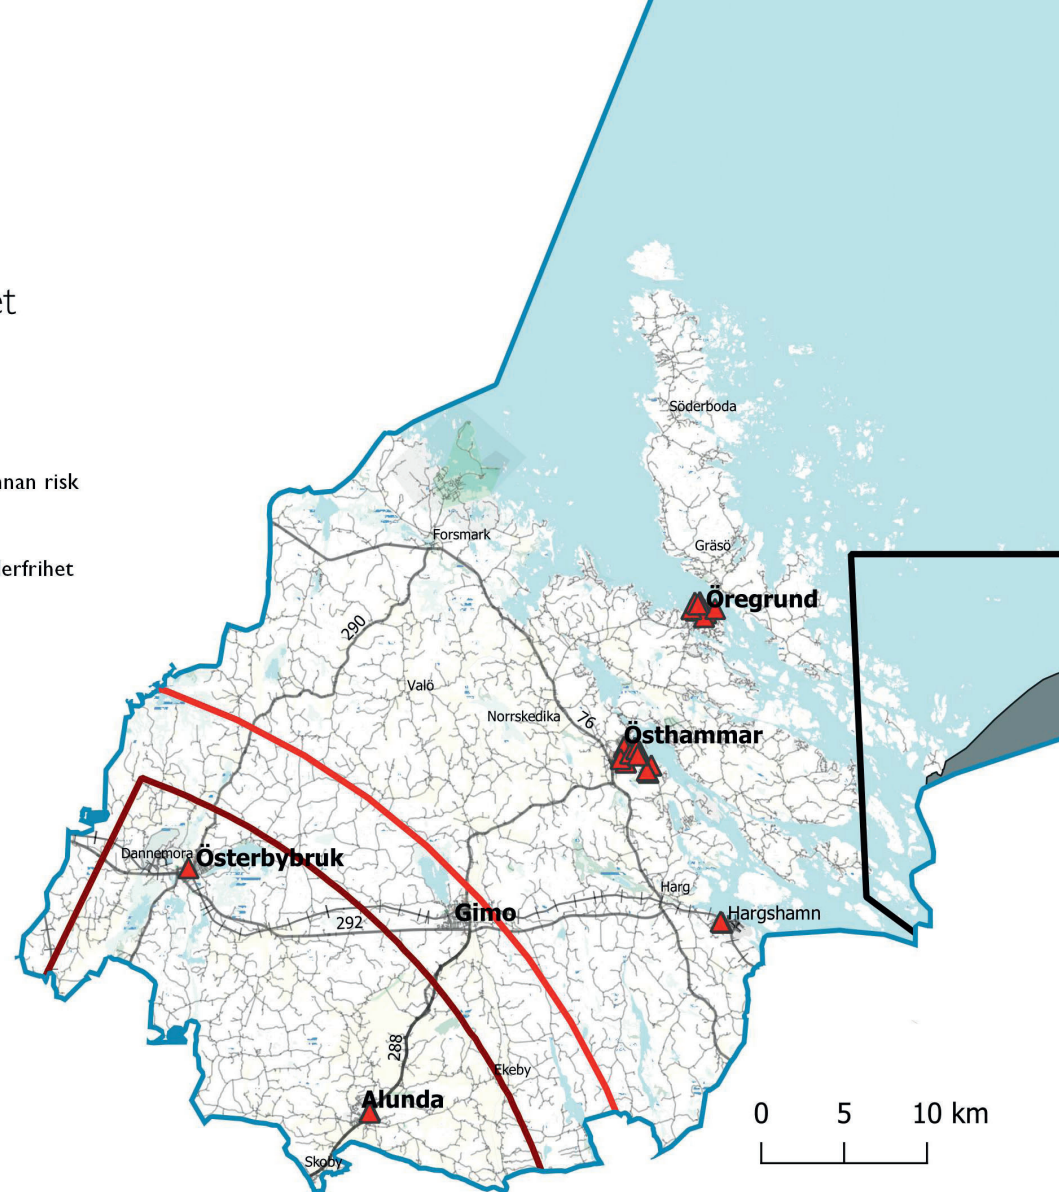 et
nan risk
erfrihet
Söderboda
Forsmark
Gräsö
Öregrund
290
Valö
Norrskedika
76
Östhammar
Dannemora
Österbybruk
Harg
Gimo
Hargshamn
292
288
Ekeby
Alunda
Skoby
0 5 10 km